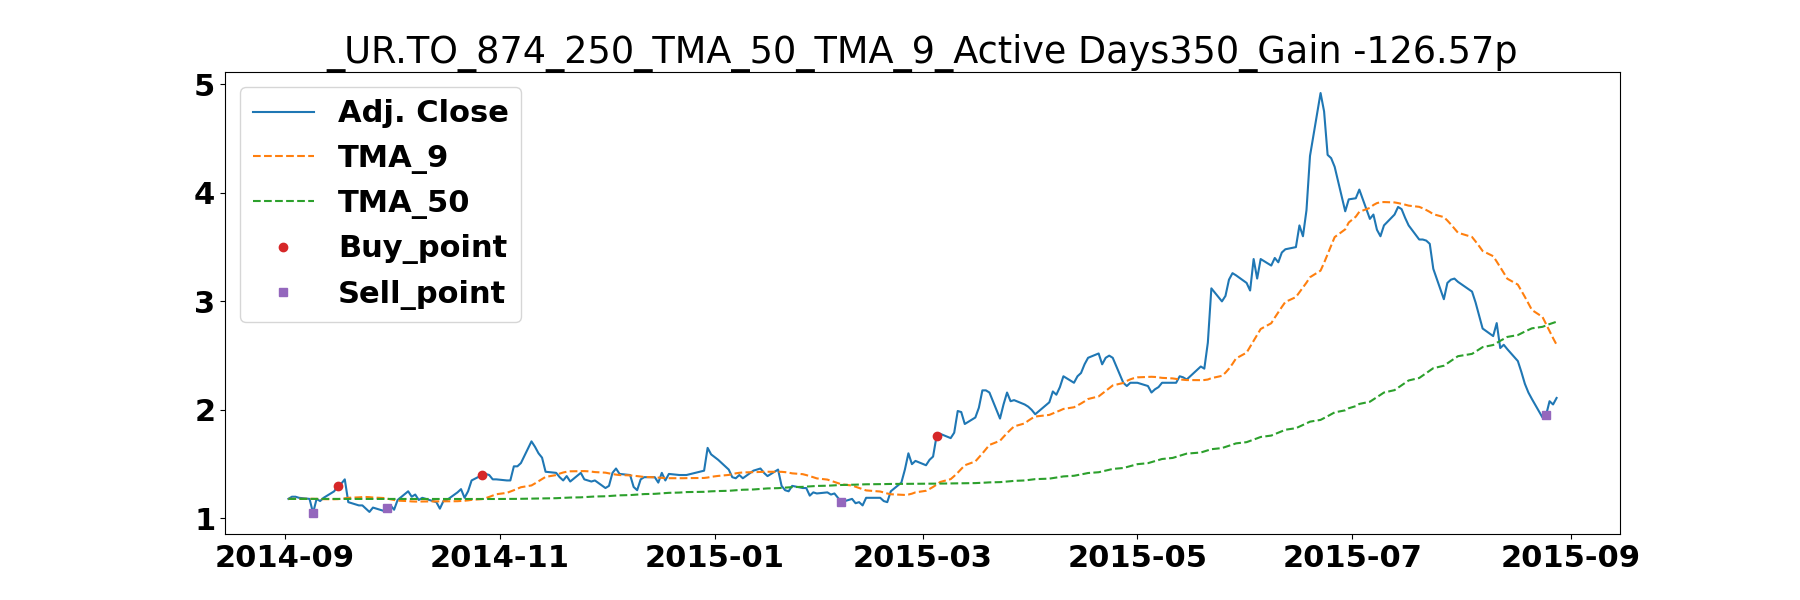 _UR.TO_874_250_TMA_50_TMA_9_Active Days350_Gain -126.57p
5
4
3
2
1
Adj. Close
TMA_9
TMA_50
Buy_point
Sell_point
2014-09 2014-11 2015-01 2015-03 2015-05 2015-07 2015-09